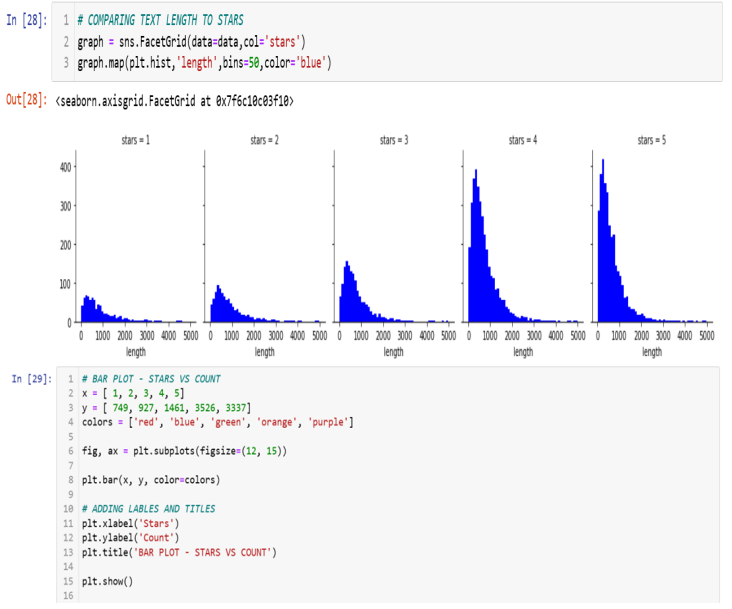 In [28]:
1 # COMPARING TEXT LENGTH TO STARS
2 graph = sns.FacetGrid(data=data,col='stars')
3 graph.map(plt.hist,'length',bins=50,color='blue')
Out[28]: <seaborn.axisgrid.FacetGrid at 0x7f6c10c03f10>
stars = 1 stars = 2 stars = 3 stars = 4 stars = 5
400
300
200
100
0
0 1000 2000 3000 4000 5000 0 1000 2000 3000 4000 5000 0 1000 2000 3000 4000 5000 0 1000 2000 3000 4000 5000 0 1000 2000 3000 4000 5000
length length length length length
In [29]:
1 # BAR PLOT - STARS VS COUNT
2 x = [ 1, 2, 3, 4, 5]
3 y = [ 749, 927, 1461, 3526, 3337]
4 colors = ['red', 'blue', 'green', 'orange', 'purple']
5
6 fig, ax = plt.subplots(figsize=(12, 15))
7
8 plt.bar(x, y, color=colors)
9
10 # ADDING LABLES AND TITLES
11 plt.xlabel('Stars')
12 plt.ylabel('Count')
13 plt.title('BAR PLOT - STARS VS COUNT')
14
15 plt.show()
16